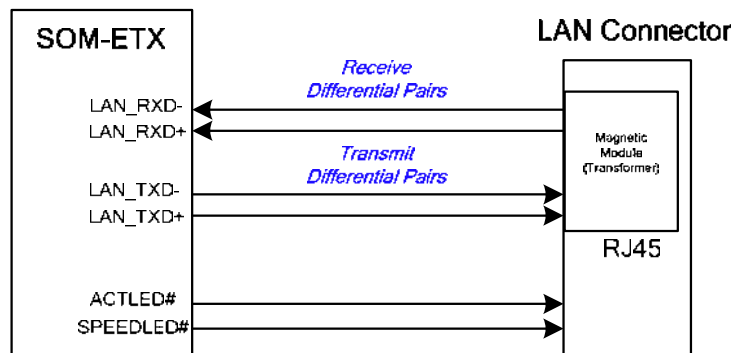 SOM-ETX
LAN Connector
Receive
Differential Pairs
LAN_RXD-
LAN_RXD+
Magnetic
Module
(Transformer)
Transmit
Differential Pairs
LAN_TXD-
LAN_TXD+
RJ45
ACTLED#
SPEEDLED#